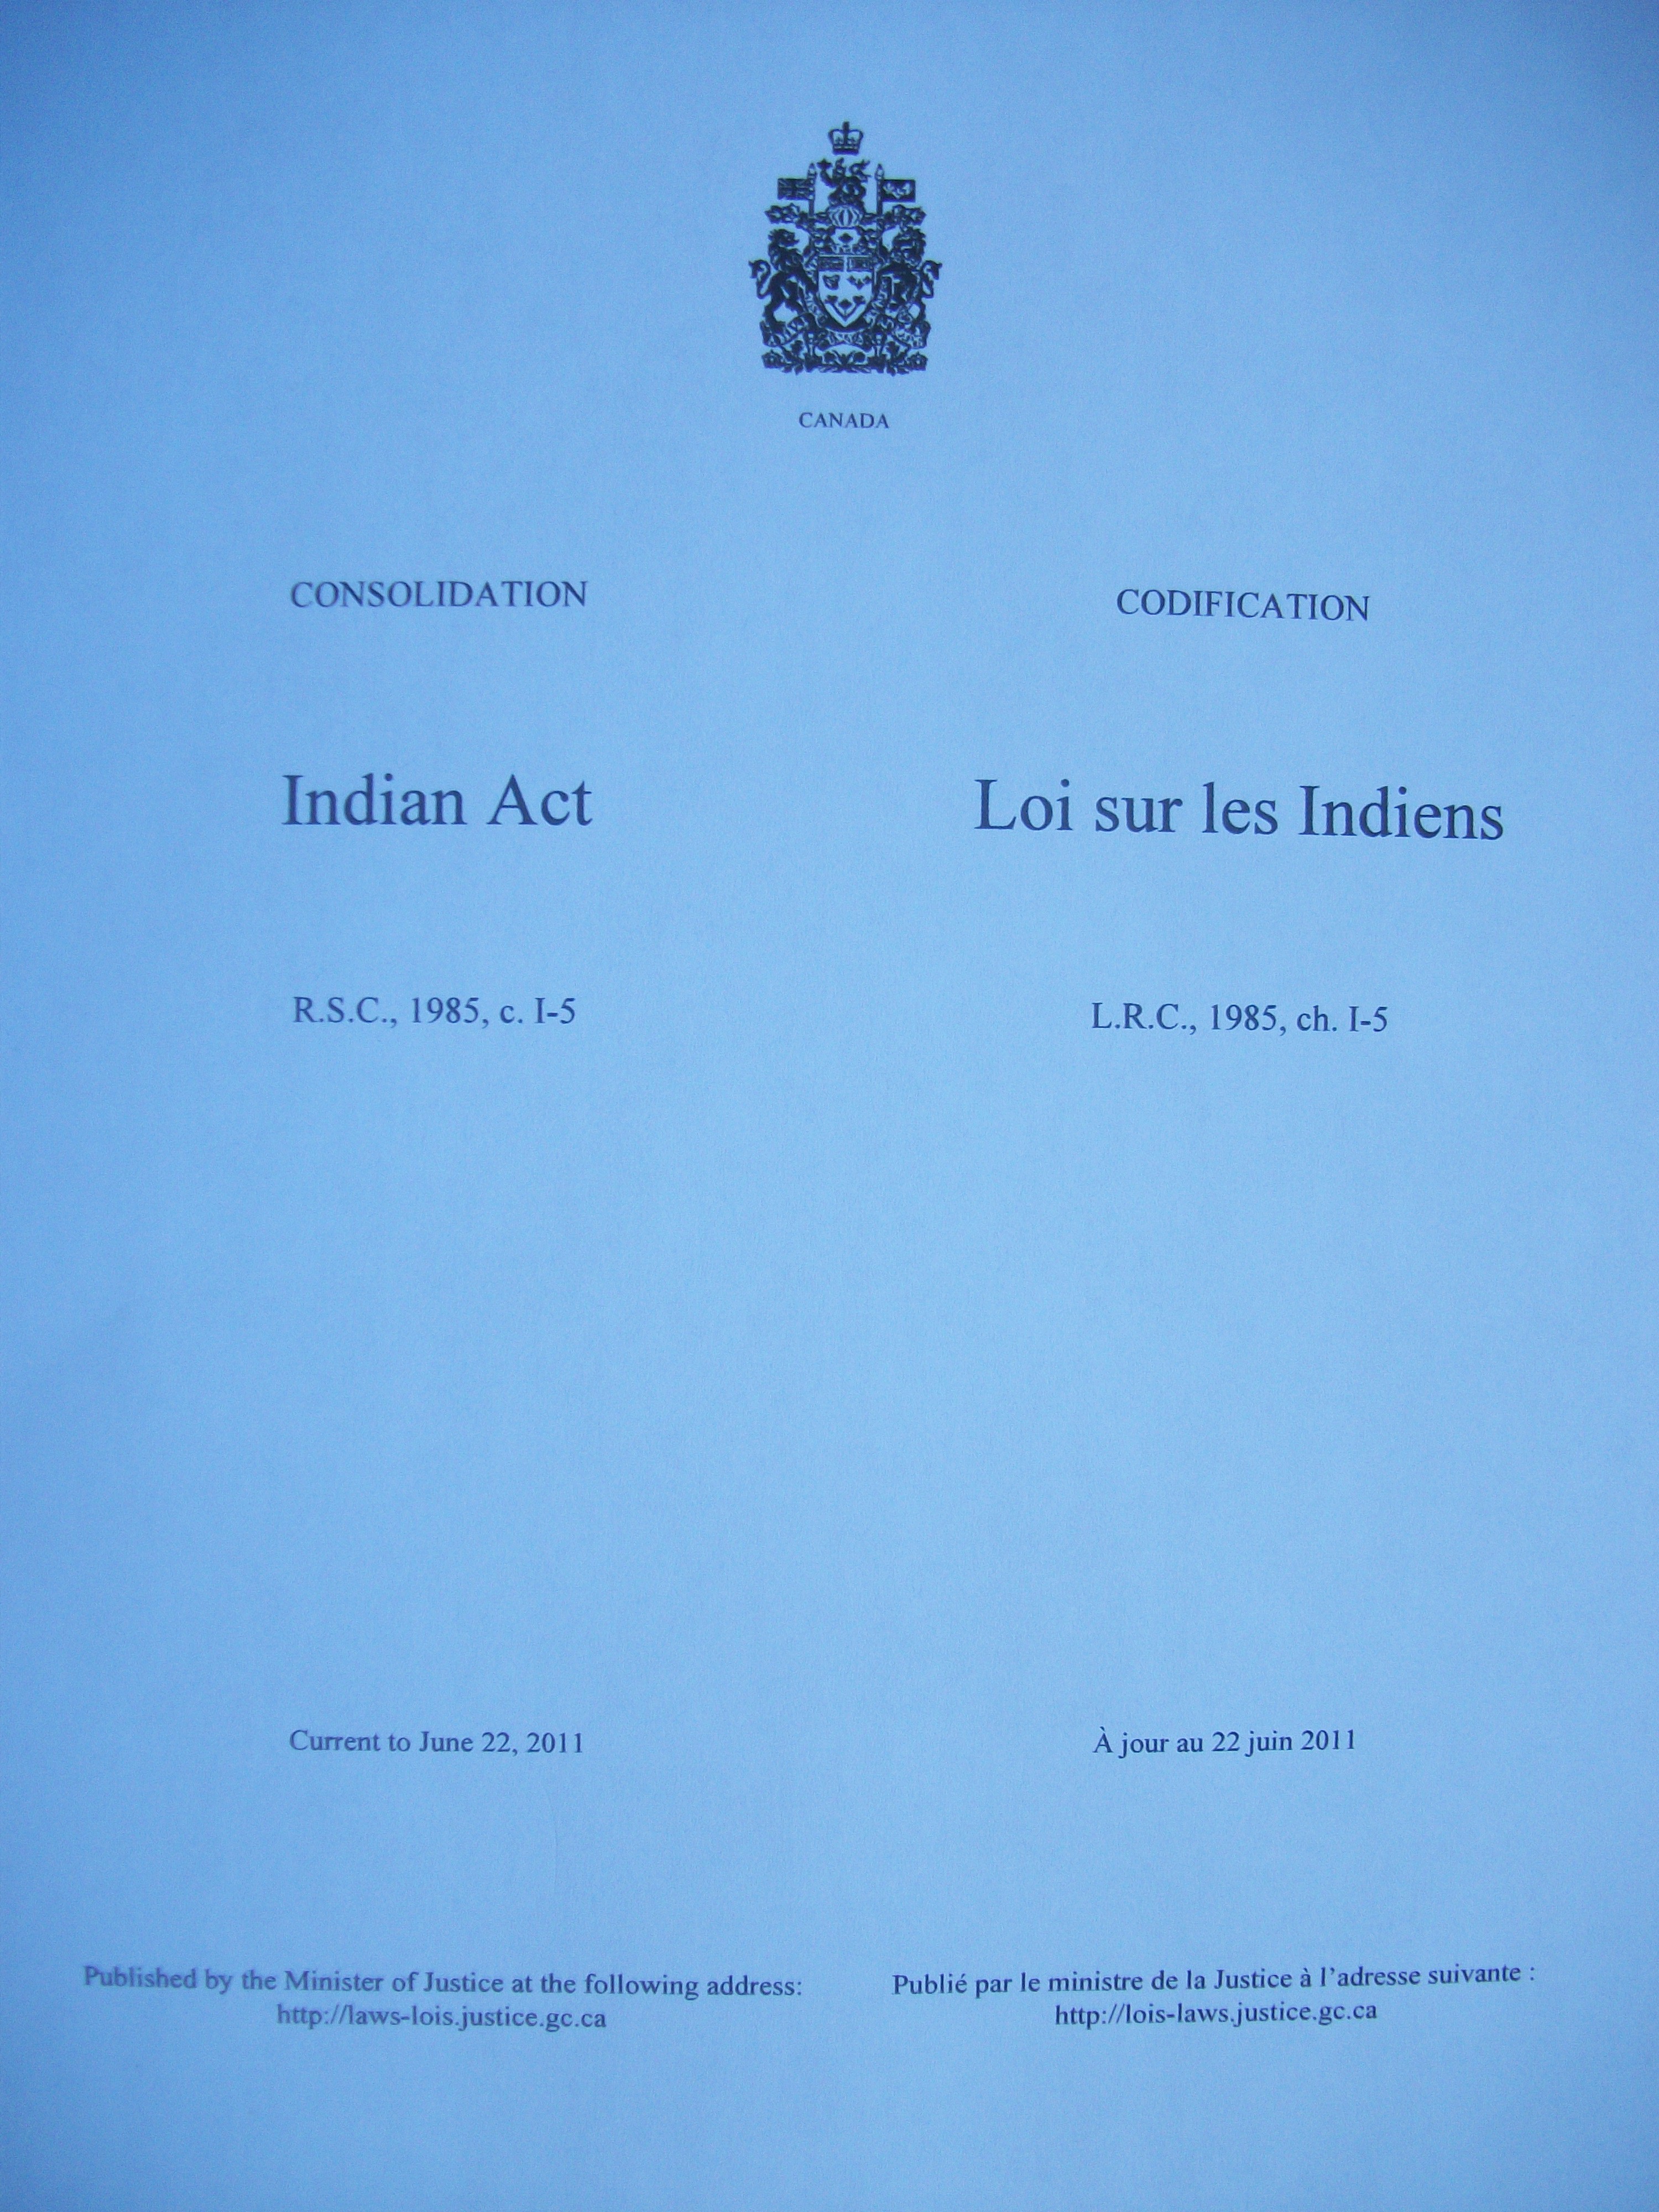 CANADA
CONSOLIDATION
Indian Act
R.S.C., 1985, c. I-5
Current to June 22, 2011
Published by the Minister of Justice at the following address:
http://laws-lois.justice.gc.ca
CODIFICATION
Loi sur les Indiens
L.R.C., 1985, ch. I-5
À jour au 22 juin 2011
Publié par le ministre de la Justice à l’adresse suivante :
http://lois-laws.justice.gc.ca